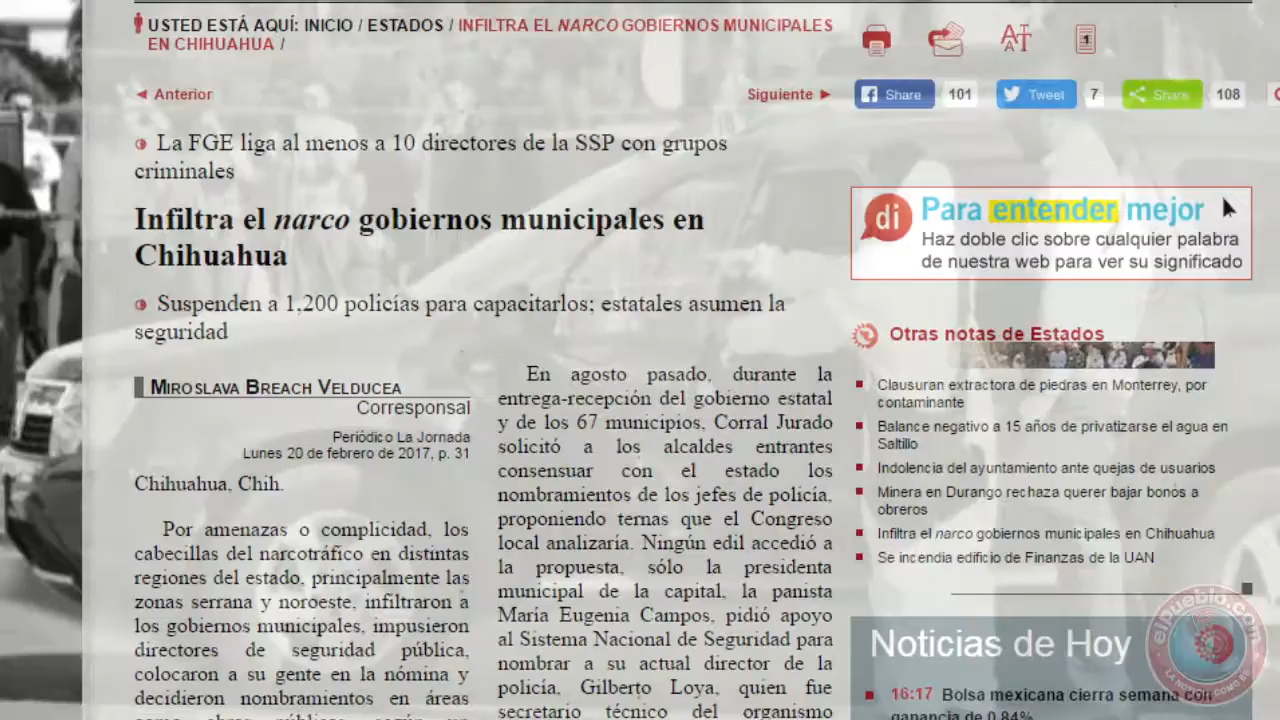 USTED ESTÁ AQUÍ: INICIO / ESTADOS / INFILTRA EL NARCO GOBIERNOS MUNICIPALES
EN CHIHUAHUA /
◄ Anterior
Siguiente ►
La FGE liga al menos a 10 directores de la SSP con grupos
criminales
Infiltra el narco gobiernos municipales en
Chihuahua
Suspenden a 1,200 policías para capacitarlos; estatales asumen la
seguridad
MIROSLAVA BREACH VELDUCEA
Corresponsal
Periódico La Jornada
Lunes 20 de febrero de 2017, p. 31
Chihuahua, Chih.
Por amenazas o complicidad, los
cabecillas del narcotráfico en distintas
regiones del estado, principalmente las
zonas serrana y noroeste, infiltraron a
los gobiernos municipales, impusieron
directores de seguridad pública,
colocaron a su gente en la nómina y
decidieron nombramientos en áreas
En agosto pasado, durante la
entrega-recepción del gobierno estatal
y de los 67 municipios, Corral Jurado
solicitó a los alcaldes entrantes
consensuar con el estado los
nombramientos de los jefes de policía,
proponiendo ternas que el Congreso
local analizaría. Ningún edil accedió a
la propuesta, sólo la presidenta
municipal de la capital, la panista
María Eugenia Campos, pidió apoyo
al Sistema Nacional de Seguridad para
nombrar a su actual director de la
policía, Gilberto Loya, quien fue
secretario técnico del organismo
Share 101 Tweet 7 Share 108
di Para entender mejor
Haz doble clic sobre cualquier palabra
de nuestra web para ver su significado
Otras notas de Estados
Clausuran extractora de piedras en Monterrey, por
contaminante
Balance negativo a 15 años de privatizarse el agua en
Saltillo
Indolencia del ayuntamiento ante quejas de usuarios
Minera en Durango rechaza querer bajar bonos a
obreros
Infiltra el narco gobiernos municipales en Chihuahua
Se incendia edificio de Finanzas de la UAN
Noticias de Hoy
16:17 Bolsa mexicana cierra semana con
ganancia de 0.84%
elpueblo.com
LA NOTICIA COMO ES